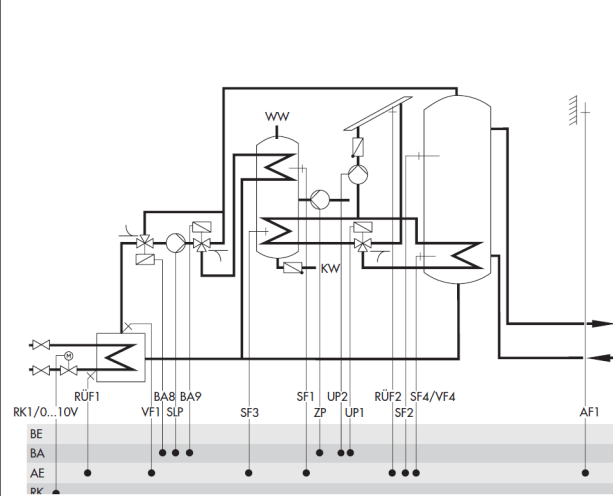 WW
KW
M
RÜF1 BA8 BA9 SF1 UP2 RÜF2 SF4/VF4
RK1/0...10V VF1 SLP SF3 ZP UP1 SF2 AF1
BE
BA
AE
RK